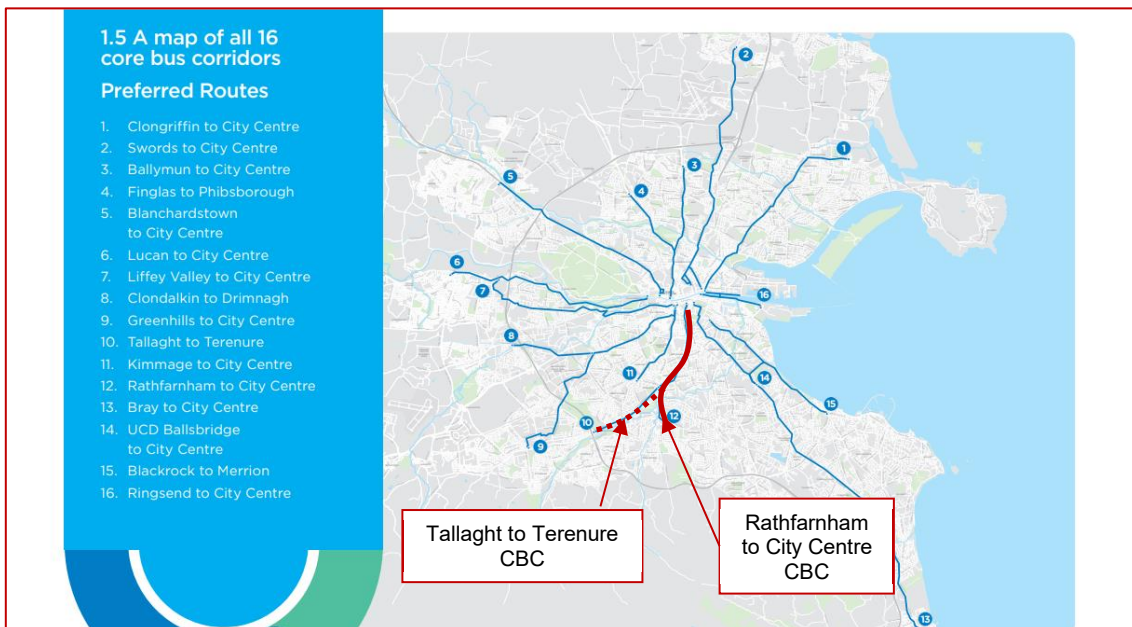 1.5 A map of all 16
core bus corridors
Preferred Routes
1. Clongriffin to City Centre
2. Swords to City Centre
3. Ballymun to City Centre
4. Finglas to Phibsborough
5. Blanchardstown
to City Centre
6. Lucan to City Centre
7. Liffey Valley to City Centre
8. Clondalkin to Drimnagh
9. Greenhills to City Centre
10. Tallaght to Terenure
11. Kimmage to City Centre
12. Rathfarnham to City Centre
13. Bray to City Centre
14. UCD Ballsbridge
to City Centre
15. Blackrock to Merrion
16. Ringsend to City Centre
2
1
3
5
4
6
7
16
8
11
14
15
10
12
9
13
Tallaght to Terenure
CBC
Rathfarnham
to City Centre
CBC